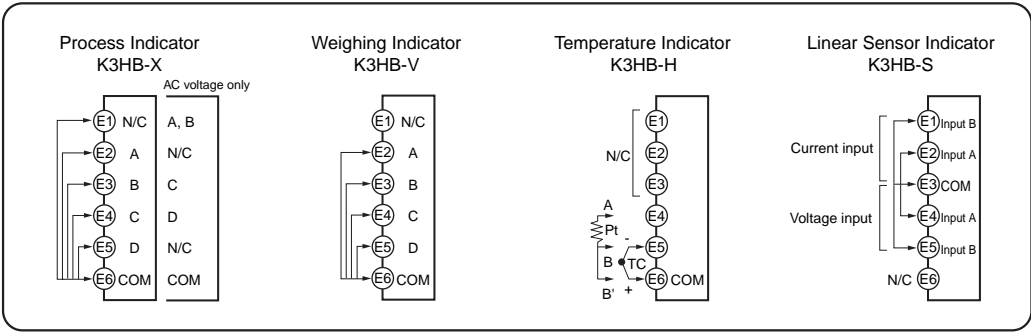 Process Indicator
K3HB-X
AC voltage only
E1 N/C A, B
E2 A N/C
E3 B C
E4 C D
E5 D N/C
E6 COM COM
Weighing Indicator
K3HB-V
E1 N/C
E2 A
E3 B
E4 C
E5 D
E6 COM
Temperature Indicator
K3HB-H
E1
N/C E2
E3
A
E4
Pt
- E5
B TC
E6 COM
B' +
Linear Sensor Indicator
K3HB-S
E1 Input B
Current input
E2 Input A
E3 COM
Voltage input E4 Input A
E5 Input B
N/C E6